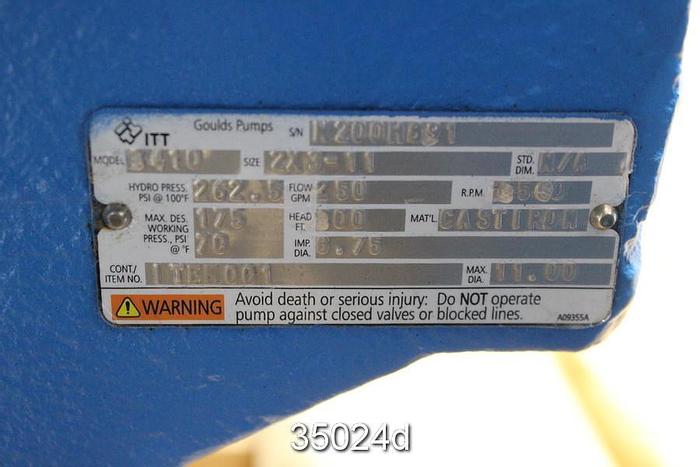 ITT Goulds Pumps S/N
MODEL 3410 SIZE 2X3-11 STD. DIM. N/A
HYDRO PRESS. PSI @ 100°F 262.5 FLOW GPM 250 R.P.M. 3560
MAX. DES. WORKING PRESS., PSI @ °F 175 HEAD FT. 300 MAT'L CAST IRON
70 IMP. DIA. 8.75
CONT./ ITEM NO. ITEM001 MAX. DIA. 11.00
WARNING Avoid death or serious injury: Do NOT operate
pump against closed valves or blocked lines. A09355A
35024d